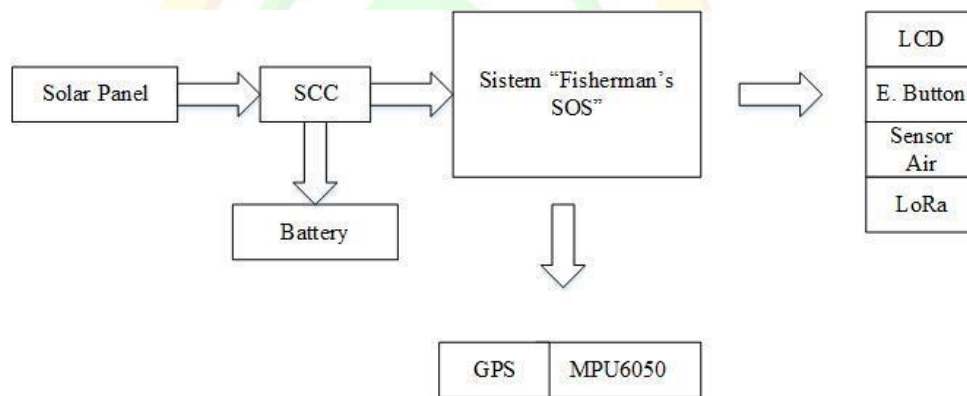 LCD
Solar Panel
SCC
Sistem “Fisherman’s
SOS”
E. Button
Sensor
Air
LoRa
Battery
GPS
MPU6050